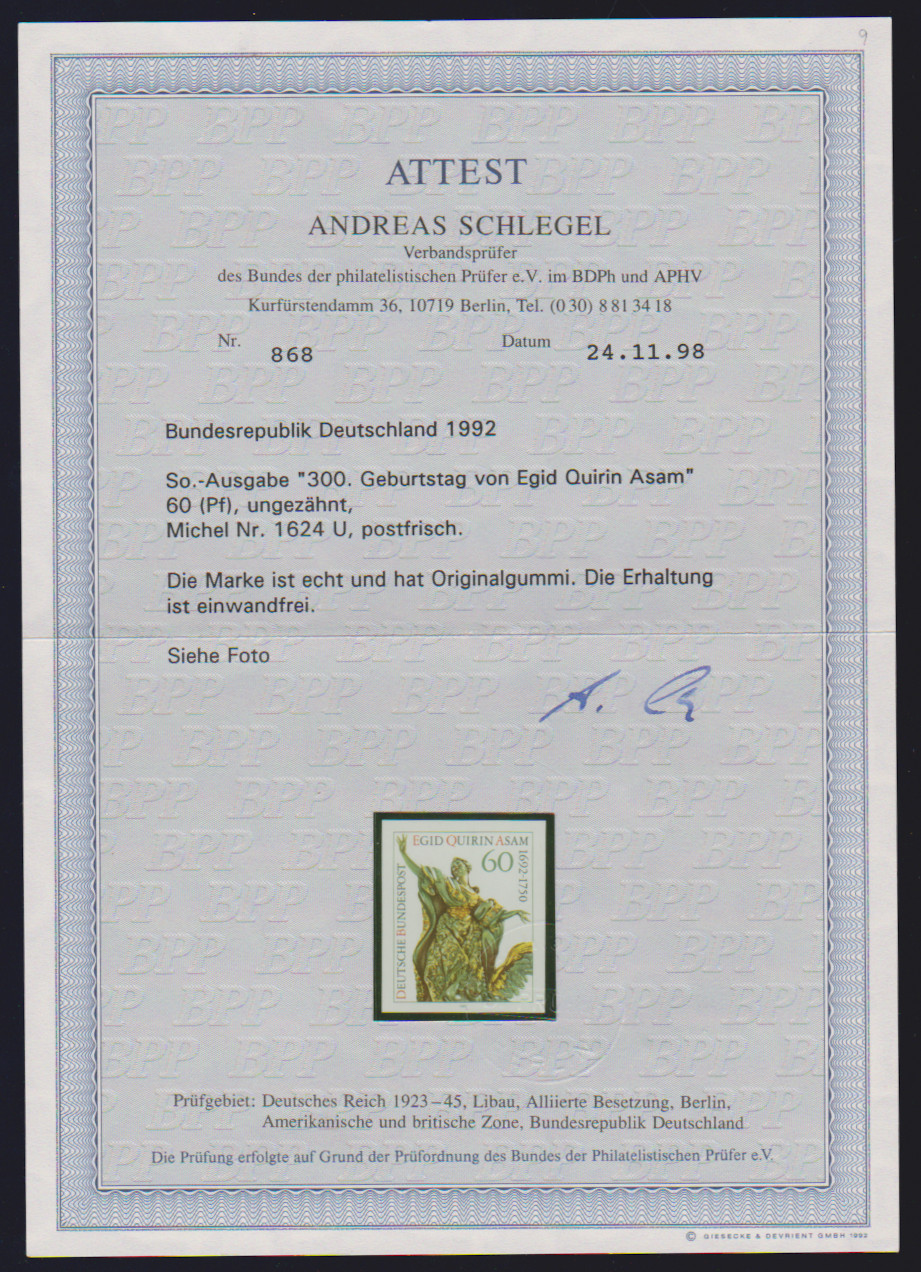 9
ATTEST
ANDREAS SCHLEGEL
Verbandsprüfer
des Bundes der philatelistischen Prüfer e.V. im BDPh und APHV
Kurfürstendamm 36, 10719 Berlin, Tel. (030) 8 81 34 18
Nr. 868 Datum 24.11.98
Bundesrepublik Deutschland 1992
So.-Ausgabe "300. Geburtstag von Egid Quirin Asam"
60 (Pf), ungezähnt,
Michel Nr. 1624 U, postfrisch.
Die Marke ist echt und hat Originalgummi. Die Erhaltung
ist einwandfrei.
Siehe Foto
EGID QUIRIN ASAM
60
1692-1750
DEUTSCHE BUNDESPOST
Prüfgebiet: Deutsches Reich 1923–45, Libau, Alliierte Besetzung, Berlin,
Amerikanische und britische Zone, Bundesrepublik Deutschland
Die Prüfung erfolgte auf Grund der Prüfordnung des Bundes der Philatelistischen Prüfer e.V.
© GIESECKE & DEVRIENT GMBH 1992